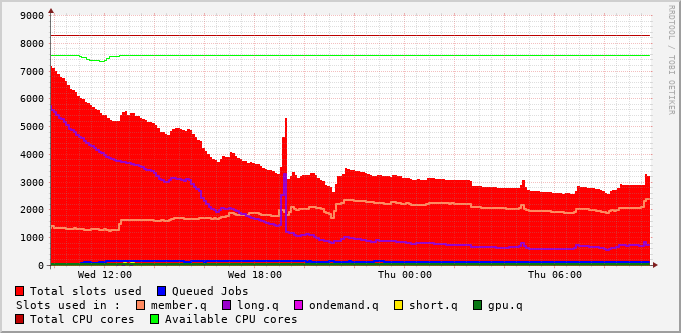 9000
8000
7000
6000
5000
4000
3000
2000
1000
0
Wed 12:00 Wed 18:00 Thu 00:00 Thu 06:00
Total slots used Queued Jobs
Slots used in : member.q long.q ondemand.q short.q gpu.q
Total CPU cores Available CPU cores
RRDTOOL / TOBI OETIKER